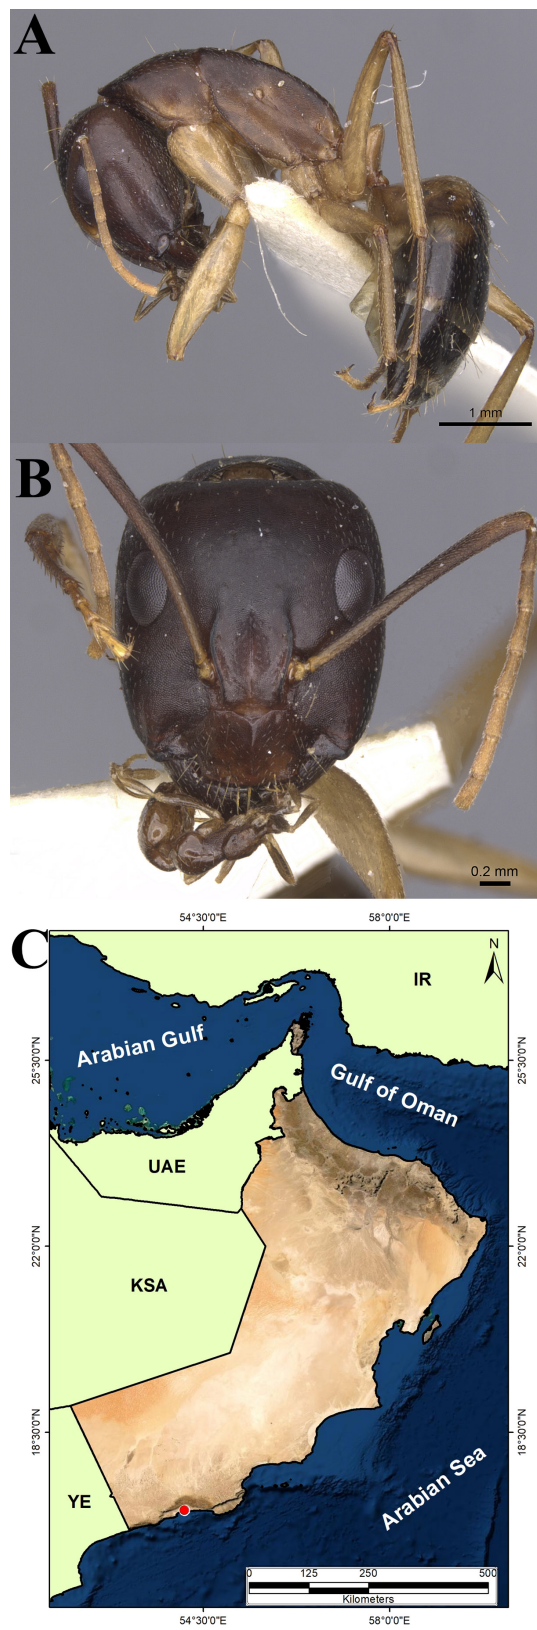 A
1 mm
B
0.2 mm
C
54°30'0"E
58°0'0"E
N
IR
Arabian Gulf
25°30'0"N
25°30'0"N
Gulf of Oman
UAE
22°0'0"N
22°0'0"N
KSA
18°30'0"N
18°30'0"N
Arabian Sea
YE
0 125 250 500
Kilometers
54°30'0"E
58°0'0"E